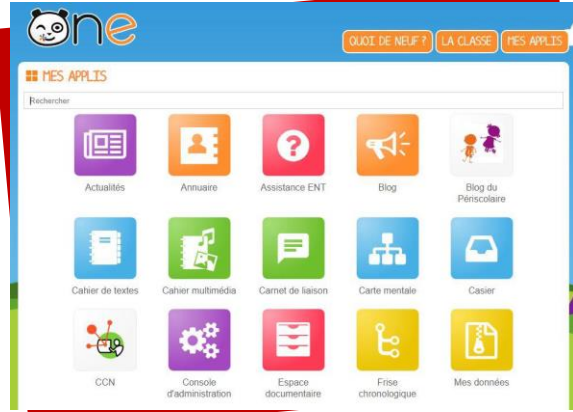 One
QUOI DE NEUF ? LA CLASSE MES APPLIS
MES APPLIS
Rechercher
Actualités Annuaire Assistance ENT Blog Blog du
Périscolaire
Cahier de textes Cahier multimédia Carnet de liaison Carte mentale Casier
CCN Console Espace Frise Mes données
d'administration documentaire chronologique